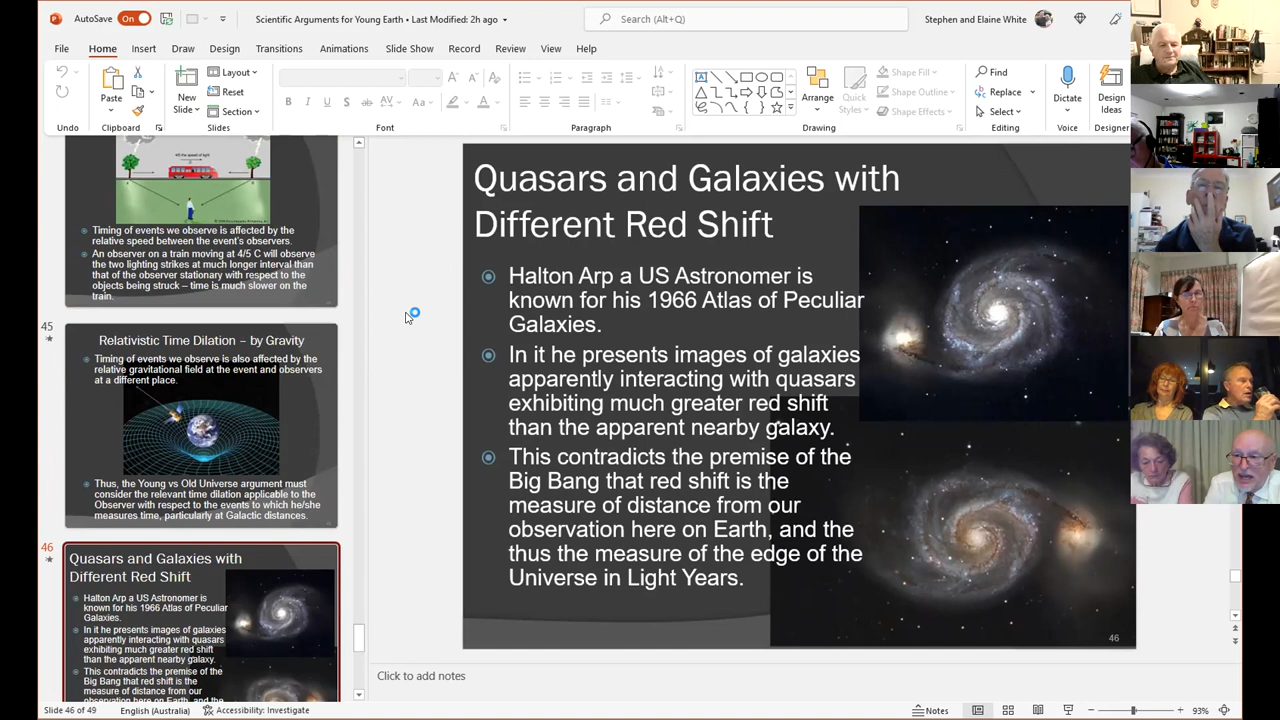 AutoSave
On
Scientific Arguments for Young Earth • Last Modified: 2h ago
Search (Alt+Q)
Stephen and Elaine White
File
Home
Insert
Draw
Design
Transitions
Animations
Slide Show
Record
Review
View
Help
Paste
New
Slide
Layout
Reset
Section
Shape Fill
Shape Outline
Shape Effects
Arrange
Quick
Styles
Find
Replace
Select
Dictate
Design
Ideas
Undo
Clipboard
Slides
Font
Paragraph
Drawing
Editing
Voice
Designer
Timing of events we observe is affected by the
relative speed between the event's observers.
An observer on a train moving at 4/5 C will observe
the two lighting strikes at much longer interval than
that of the observer stationary with respect to the
objects being struck – time is much slower on the
train.
45
Relativistic Time Dilation – by Gravity
Timing of events we observe is also affected by the
relative gravitational field at the event and observers
at a different place.
Thus, the Young vs Old Universe argument must
consider the relevant time dilation applicable to the
Observer with respect to the events to which he/she
measures time, particularly at Galactic distances.
46
Quasars and Galaxies with
Different Red Shift
Halton Arp a US Astronomer is
known for his 1966 Atlas of Peculiar
Galaxies.
In it he presents images of galaxies
apparently interacting with quasars
exhibiting much greater red shift
than the apparent nearby galaxy.
This contradicts the premise of the
Big Bang that red shift is the
measure of distance from our
observation here on Earth, and the
Quasars and Galaxies with
Different Red Shift
Halton Arp a US Astronomer is
known for his 1966 Atlas of Peculiar
Galaxies.
In it he presents images of galaxies
apparently interacting with quasars
exhibiting much greater red shift
than the apparent nearby galaxy.
This contradicts the premise of the
Big Bang that red shift is the
measure of distance from our
observation here on Earth, and the
thus the measure of the edge of the
Universe in Light Years.
46
Click to add notes
Slide 46 of 49
English (Australia)
Accessibility: Investigate
Notes
93%